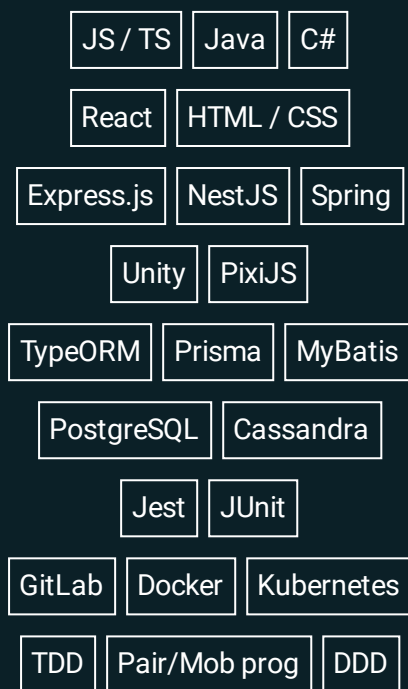 JS / TS Java C#
React HTML / CSS
Express.js NestJS Spring
Unity PixiJS
TypeORM Prisma MyBatis
PostgreSQL Cassandra
Jest JUnit
GitLab Docker Kubernetes
TDD Pair/Mob prog DDD